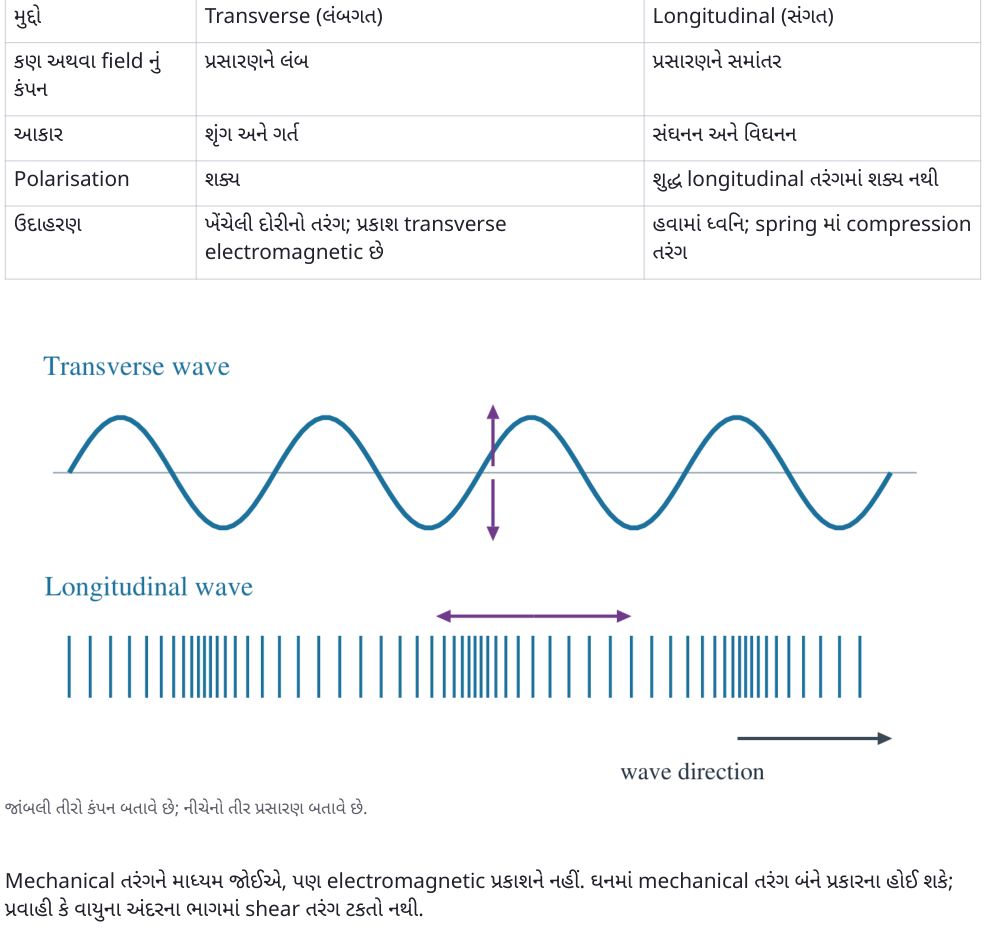 મુદ્દો Transverse (લંબગત) Longitudinal (સંગત)
કણ અથવા field નું પ્રસારણને લંબ પ્રસારણને સમાંતર
કંપન
આકાર શૃંગ અને ગર્ત સંઘનન અને વિઘનન
Polarisation શક્ય શુદ્ધ longitudinal તરંગમાં શક્ય નથી
ઉદાહરણ ખેંચેલી દોરીનો તરંગ; પ્રકાશ transverse હવામાં ધ્વનિ; spring માં compression
electromagnetic છે તરંગ
Transverse wave
Longitudinal wave
wave direction
જાંબલી તીરો કંપન બતાવે છે; નીચેનો તીર પ્રસારણ બતાવે છે.
Mechanical તરંગને માધ્યમ જોઈએ, પણ electromagnetic પ્રકાશને નહીં. ઘનમાં mechanical તરંગ બંને પ્રકારના હોઈ શકે;
પ્રવાહી કે વાયુના અંદરના ભાગમાં shear તરંગ ટકતો નથી.